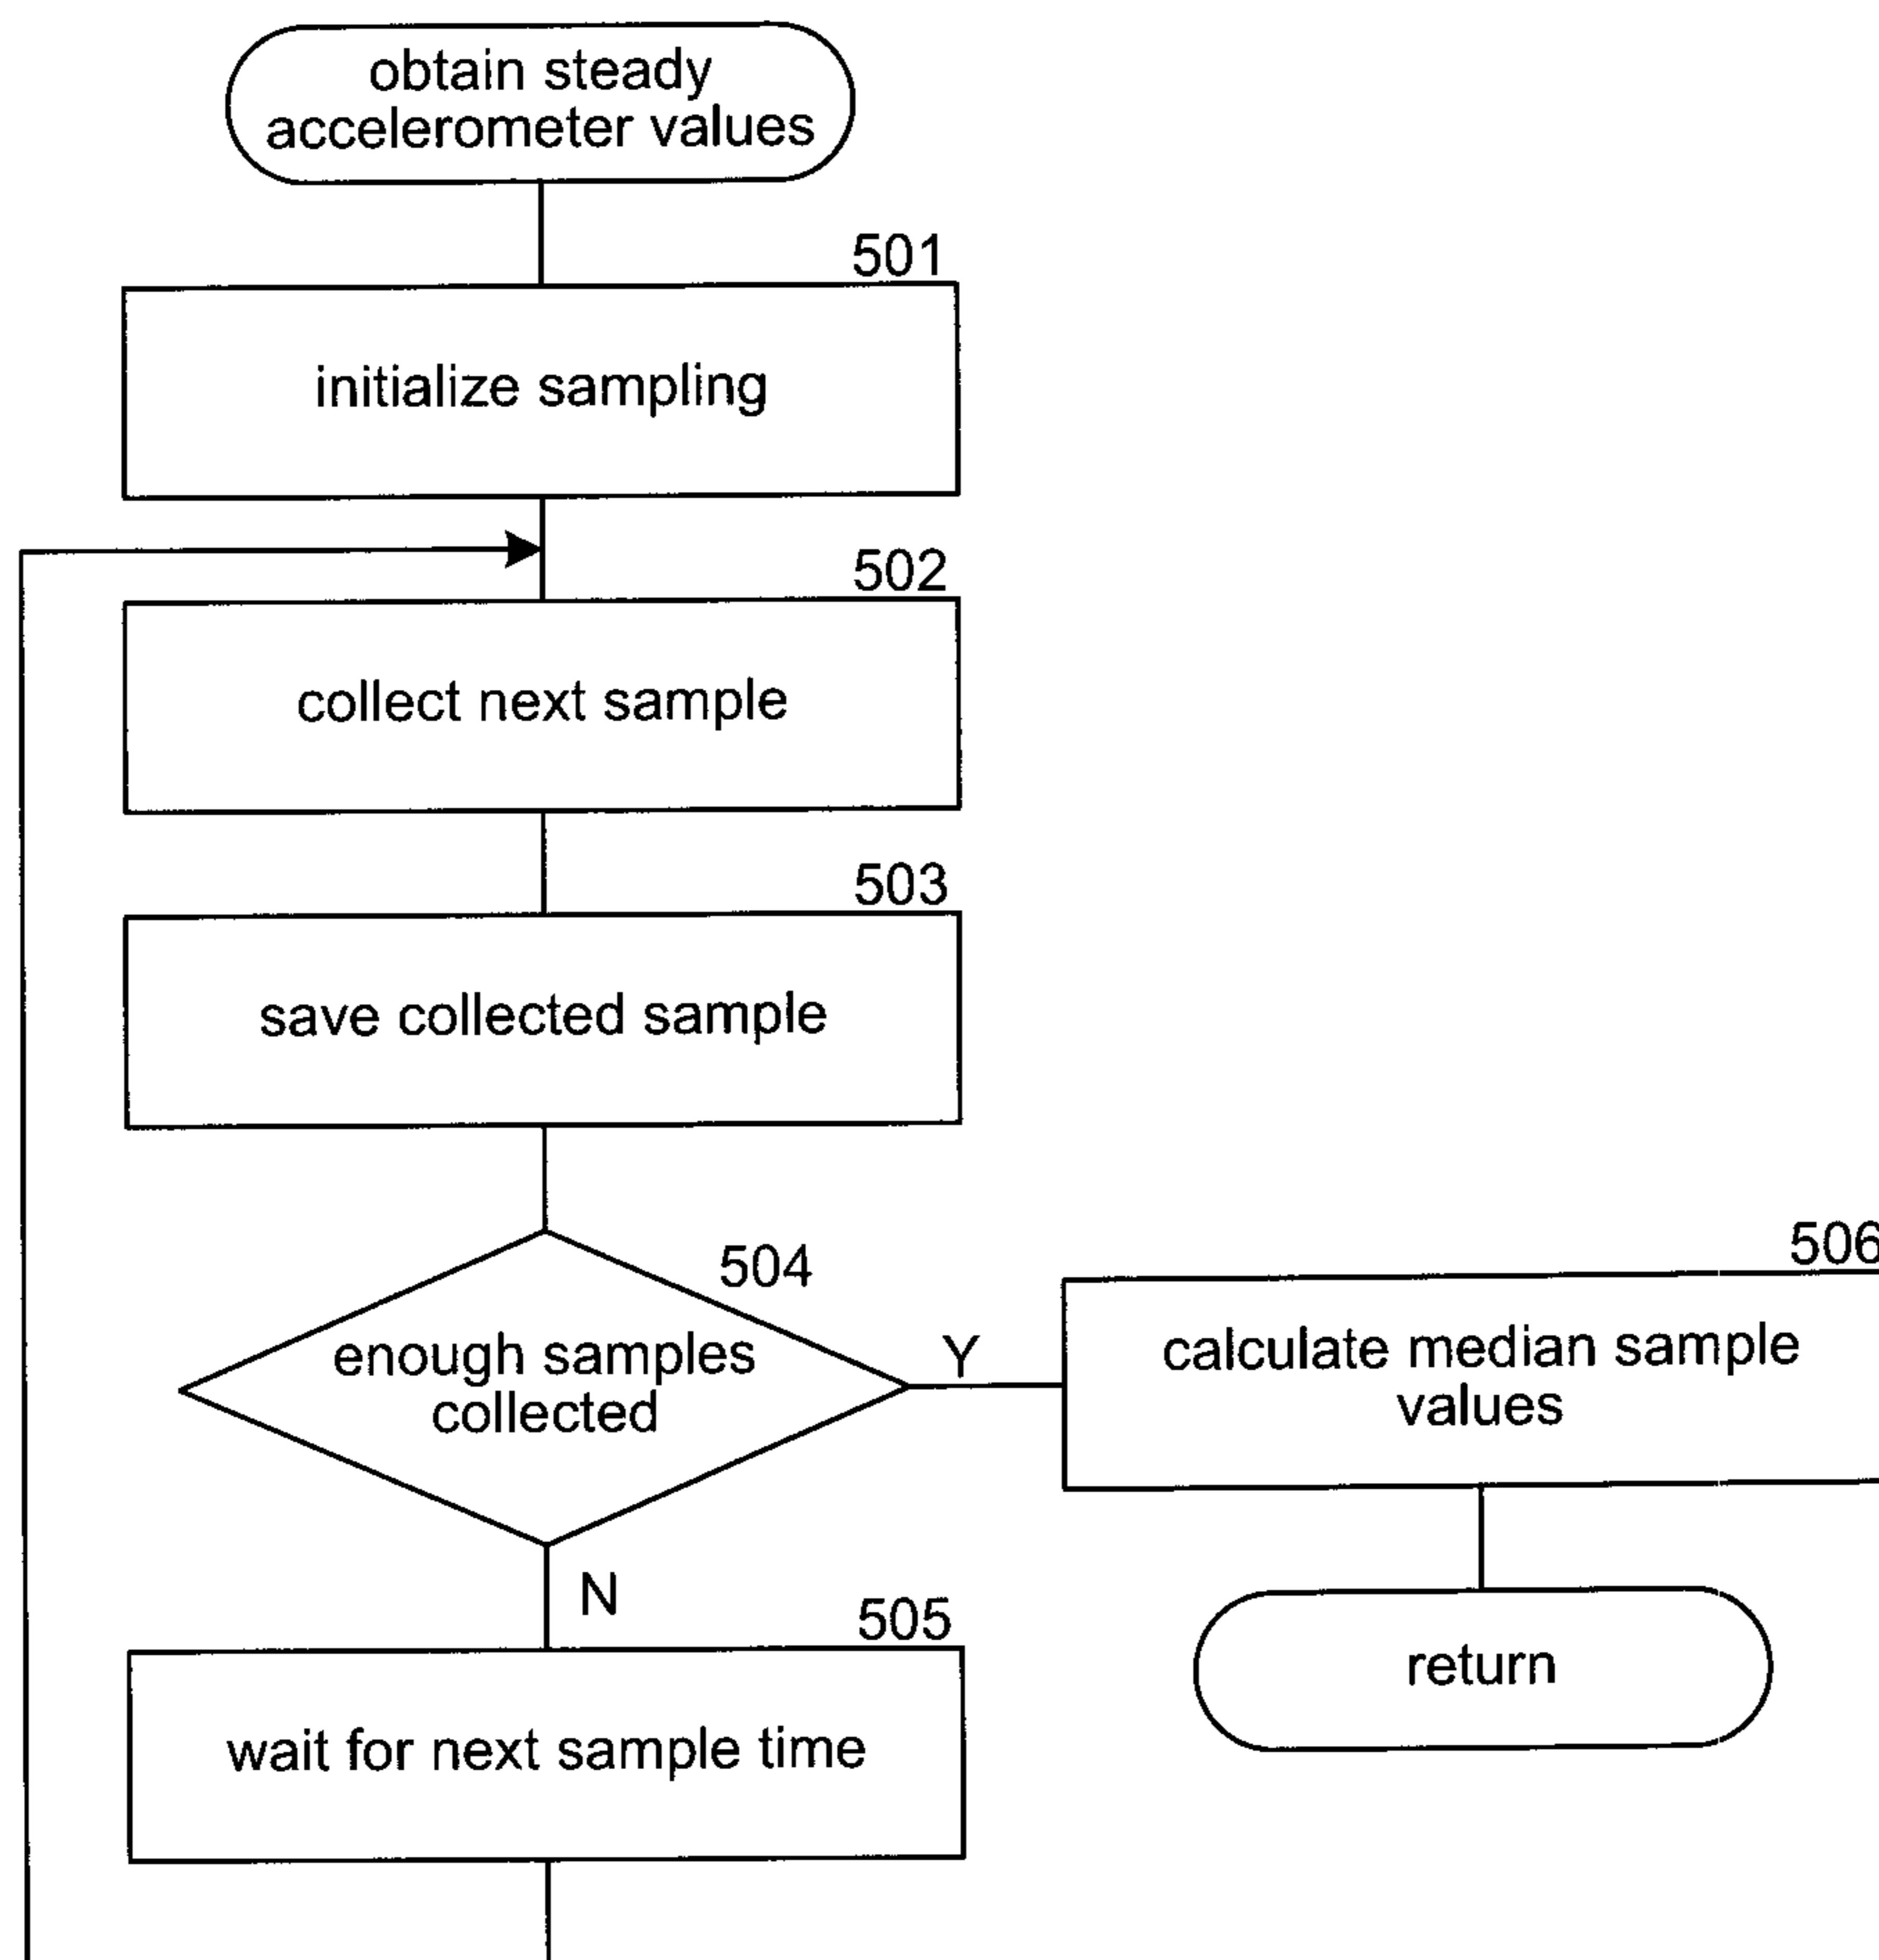 obtain steady
accelerometer values
501
initialize sampling
502
collect next sample
503
save collected sample
504
enough samples
collected
Y
N
505
wait for next sample time
506
calculate median sample
values
return